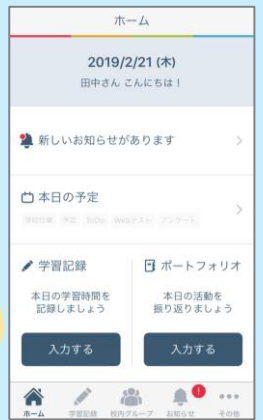 ホーム
2019/2/21 (木)
田中さん こんにちは！
新しいお知らせがあります
本日の予定
学校行事 予定 ToDo Webテスト アンケート
学習記録
本日の学習時間を
記録しましょう
入力する
ポートフォリオ
本日の活動を
振り返りましょう
入力する
ホーム 学習記録 校内グループ お知らせ その他